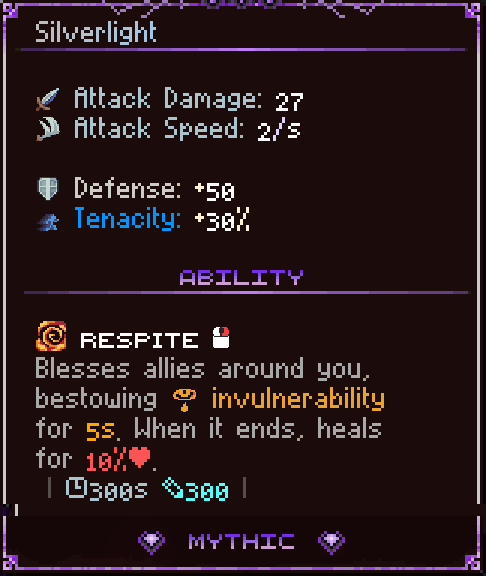 Silverlight
Attack Damage: 27
Attack Speed: 2/s
Defense: +50
Tenacity: +30%
ABILITY
RESPITE
Blesses allies around you,
bestowing invulnerability
for 5s. When it ends, heals
for 10%♥.
| 300s 300 |
MYTHIC